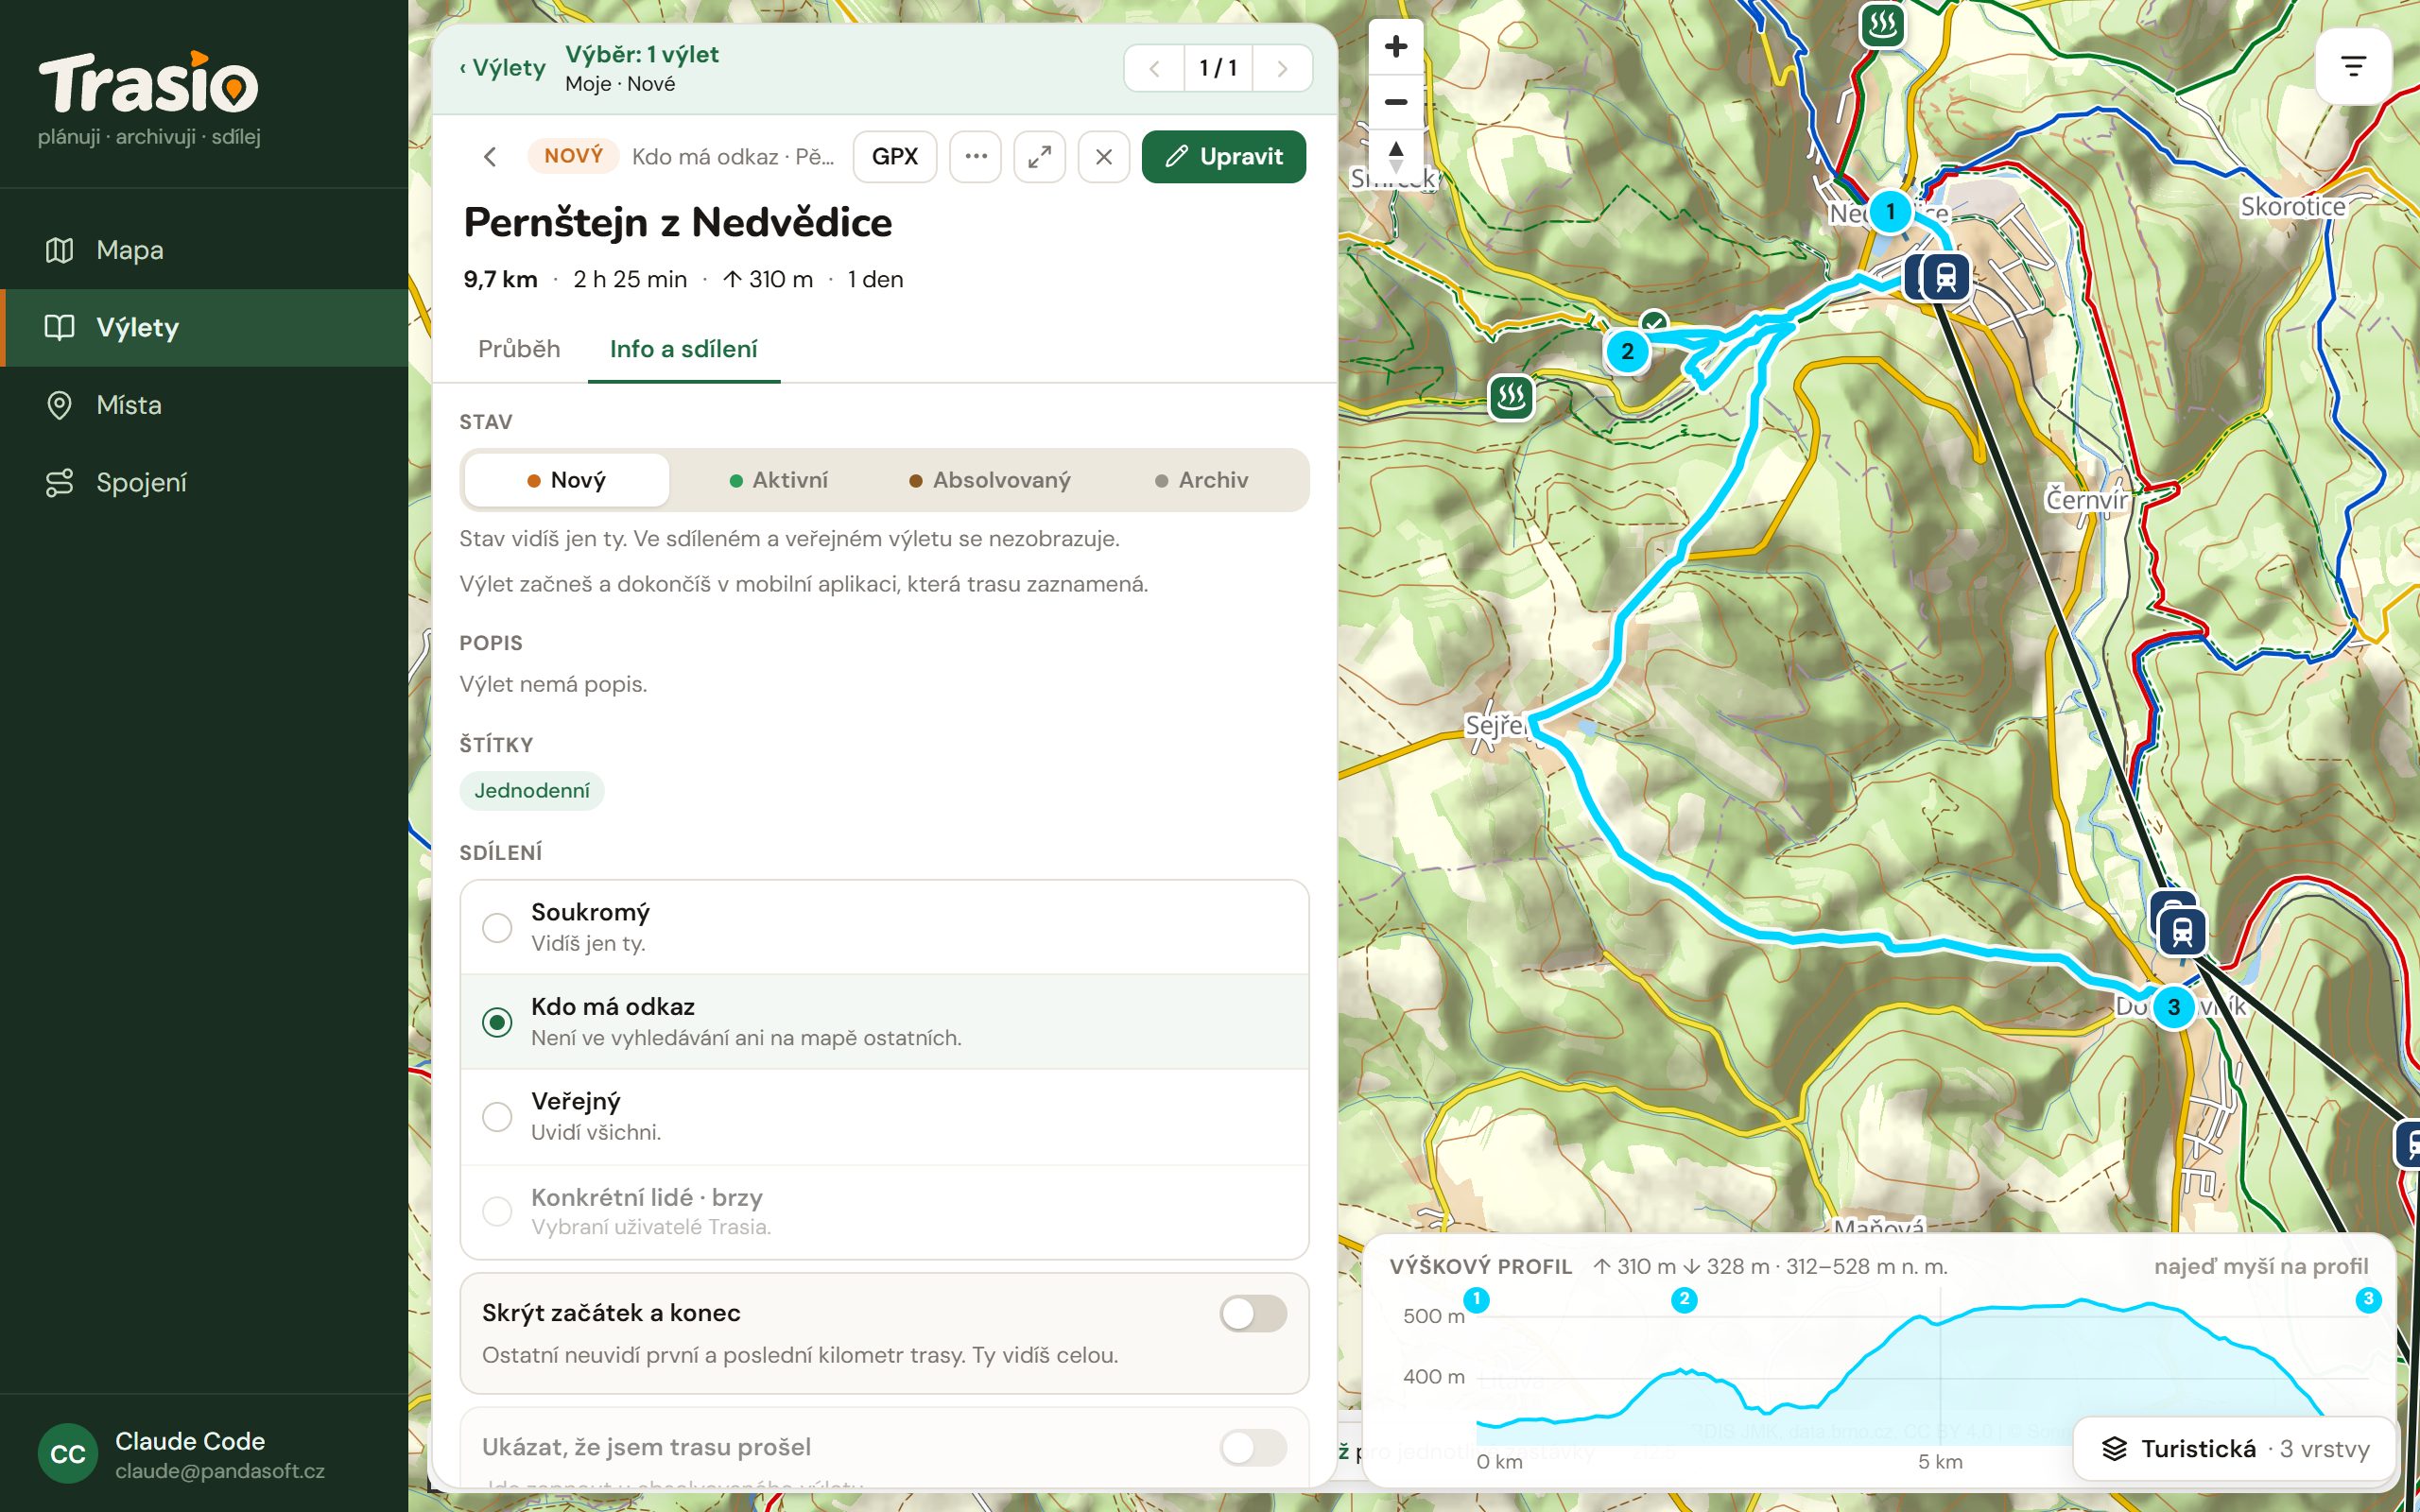 Trasio
plánuji · archivuji · sdílej
Mapa
Výlety
Místa
Spojení
CC
Claude Code
claude@pandasoft.cz
‹ Výlety
Výběr: 1 výlet
Moje · Nové
1 / 1
NOVÝ
Kdo má odkaz · Pě...
GPX
Upravit
Pernštejn z Nedvědice
9,7 km · 2 h 25 min · ↑ 310 m · 1 den
Průběh
Info a sdílení
STAV
Nový
Aktivní
Absolvovaný
Archiv
Stav vidíš jen ty. Ve sdíleném a veřejném výletu se nezobrazuje.
Výlet začneš a dokončíš v mobilní aplikaci, která trasu zaznamená.
POPIS
Výlet nemá popis.
ŠTÍTKY
Jednodenní
SDÍLENÍ
Soukromý
Vidíš jen ty.
Kdo má odkaz
Není ve vyhledávání ani na mapě ostatních.
Veřejný
Uvidí všichni.
Konkrétní lidé · brzy
Vybraní uživatelé Trasia.
Skrýt začátek a konec
Ostatní neuvidí první a poslední kilometr trasy. Ty vidíš celou.
Ukázat, že jsem trasu prošel
Skorotice
1
2
Černvír
3
VÝŠKOVÝ PROFIL ↑ 310 m ↓ 328 m · 312–528 m n. m.
najeď myší na profil
1
2
3
500 m
400 m
0 km
5 km
Turistická · 3 vrstvy
Maňová